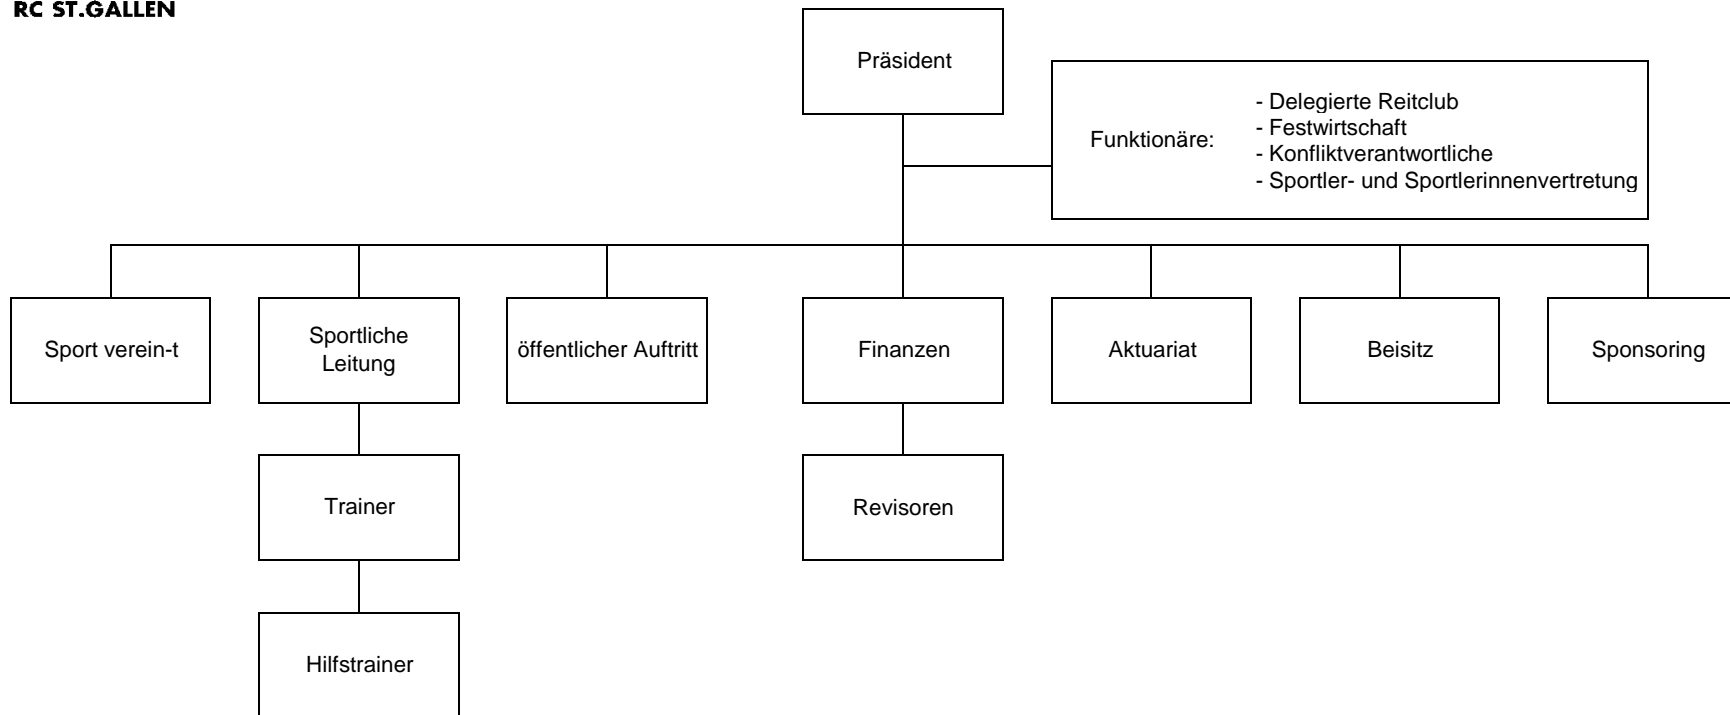 RC ST.GALLEN
Präsident
Funktionäre:
- Delegierte Reitclub
- Festwirtschaft
- Konfliktverantwortliche
- Sportler- und Sportlerinnenvertretung
Sport verein-t
Sportliche
Leitung
öffentlicher Auftritt
Finanzen
Aktuariat
Beisitz
Sponsoring
Trainer
Revisoren
Hilfstrainer